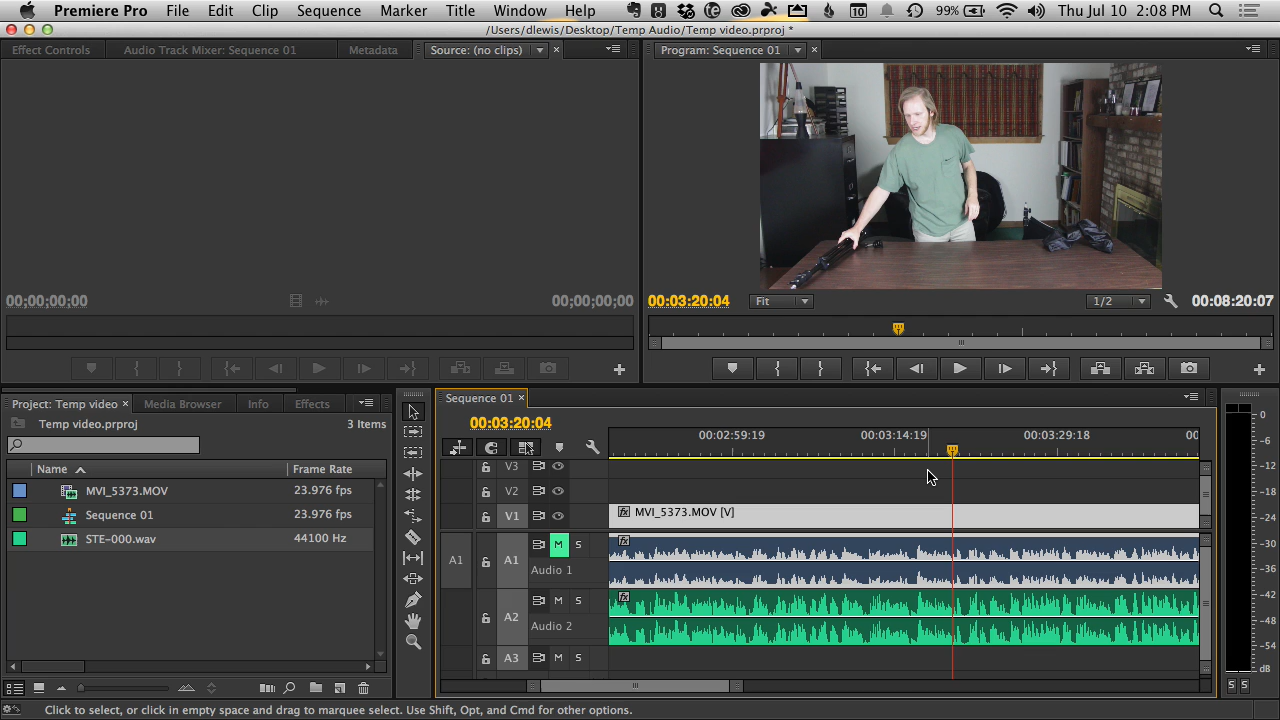 Premiere Pro File Edit Clip Sequence Marker Title Window Help 10 99% Thu Jul 10 2:08 PM
/Users/dlewis/Desktop/Temp Audio/Temp video.prproj *
Effect Controls Audio Track Mixer: Sequence 01 Metadata Source: (no clips) × Program: Sequence 01 ×
00;00;00;00 00;00;00;00 00:03:20:04 Fit 1/2 00:08:20:07
Project: Temp video × Media Browser Info Effects Sequence 01 ×
Temp video.prproj 3 Items 00:03:20:04
00:02:59:19 00:03:14:19 00:03:29:18 00
Name Frame Rate
MVI_5373.MOV 23.976 fps
Sequence 01 23.976 fps
STE-000.wav 44100 Hz
V3
V2
V1 fx MVI_5373.MOV [V]
A1 A1 M S fx
Audio 1
A2 M S fx
Audio 2
A3 M S
0
-6
-12
-18
-24
-30
-36
-42
-48
-54
dB
S S
Click to select, or click in empty space and drag to marquee select. Use Shift, Opt, and Cmd for other options.